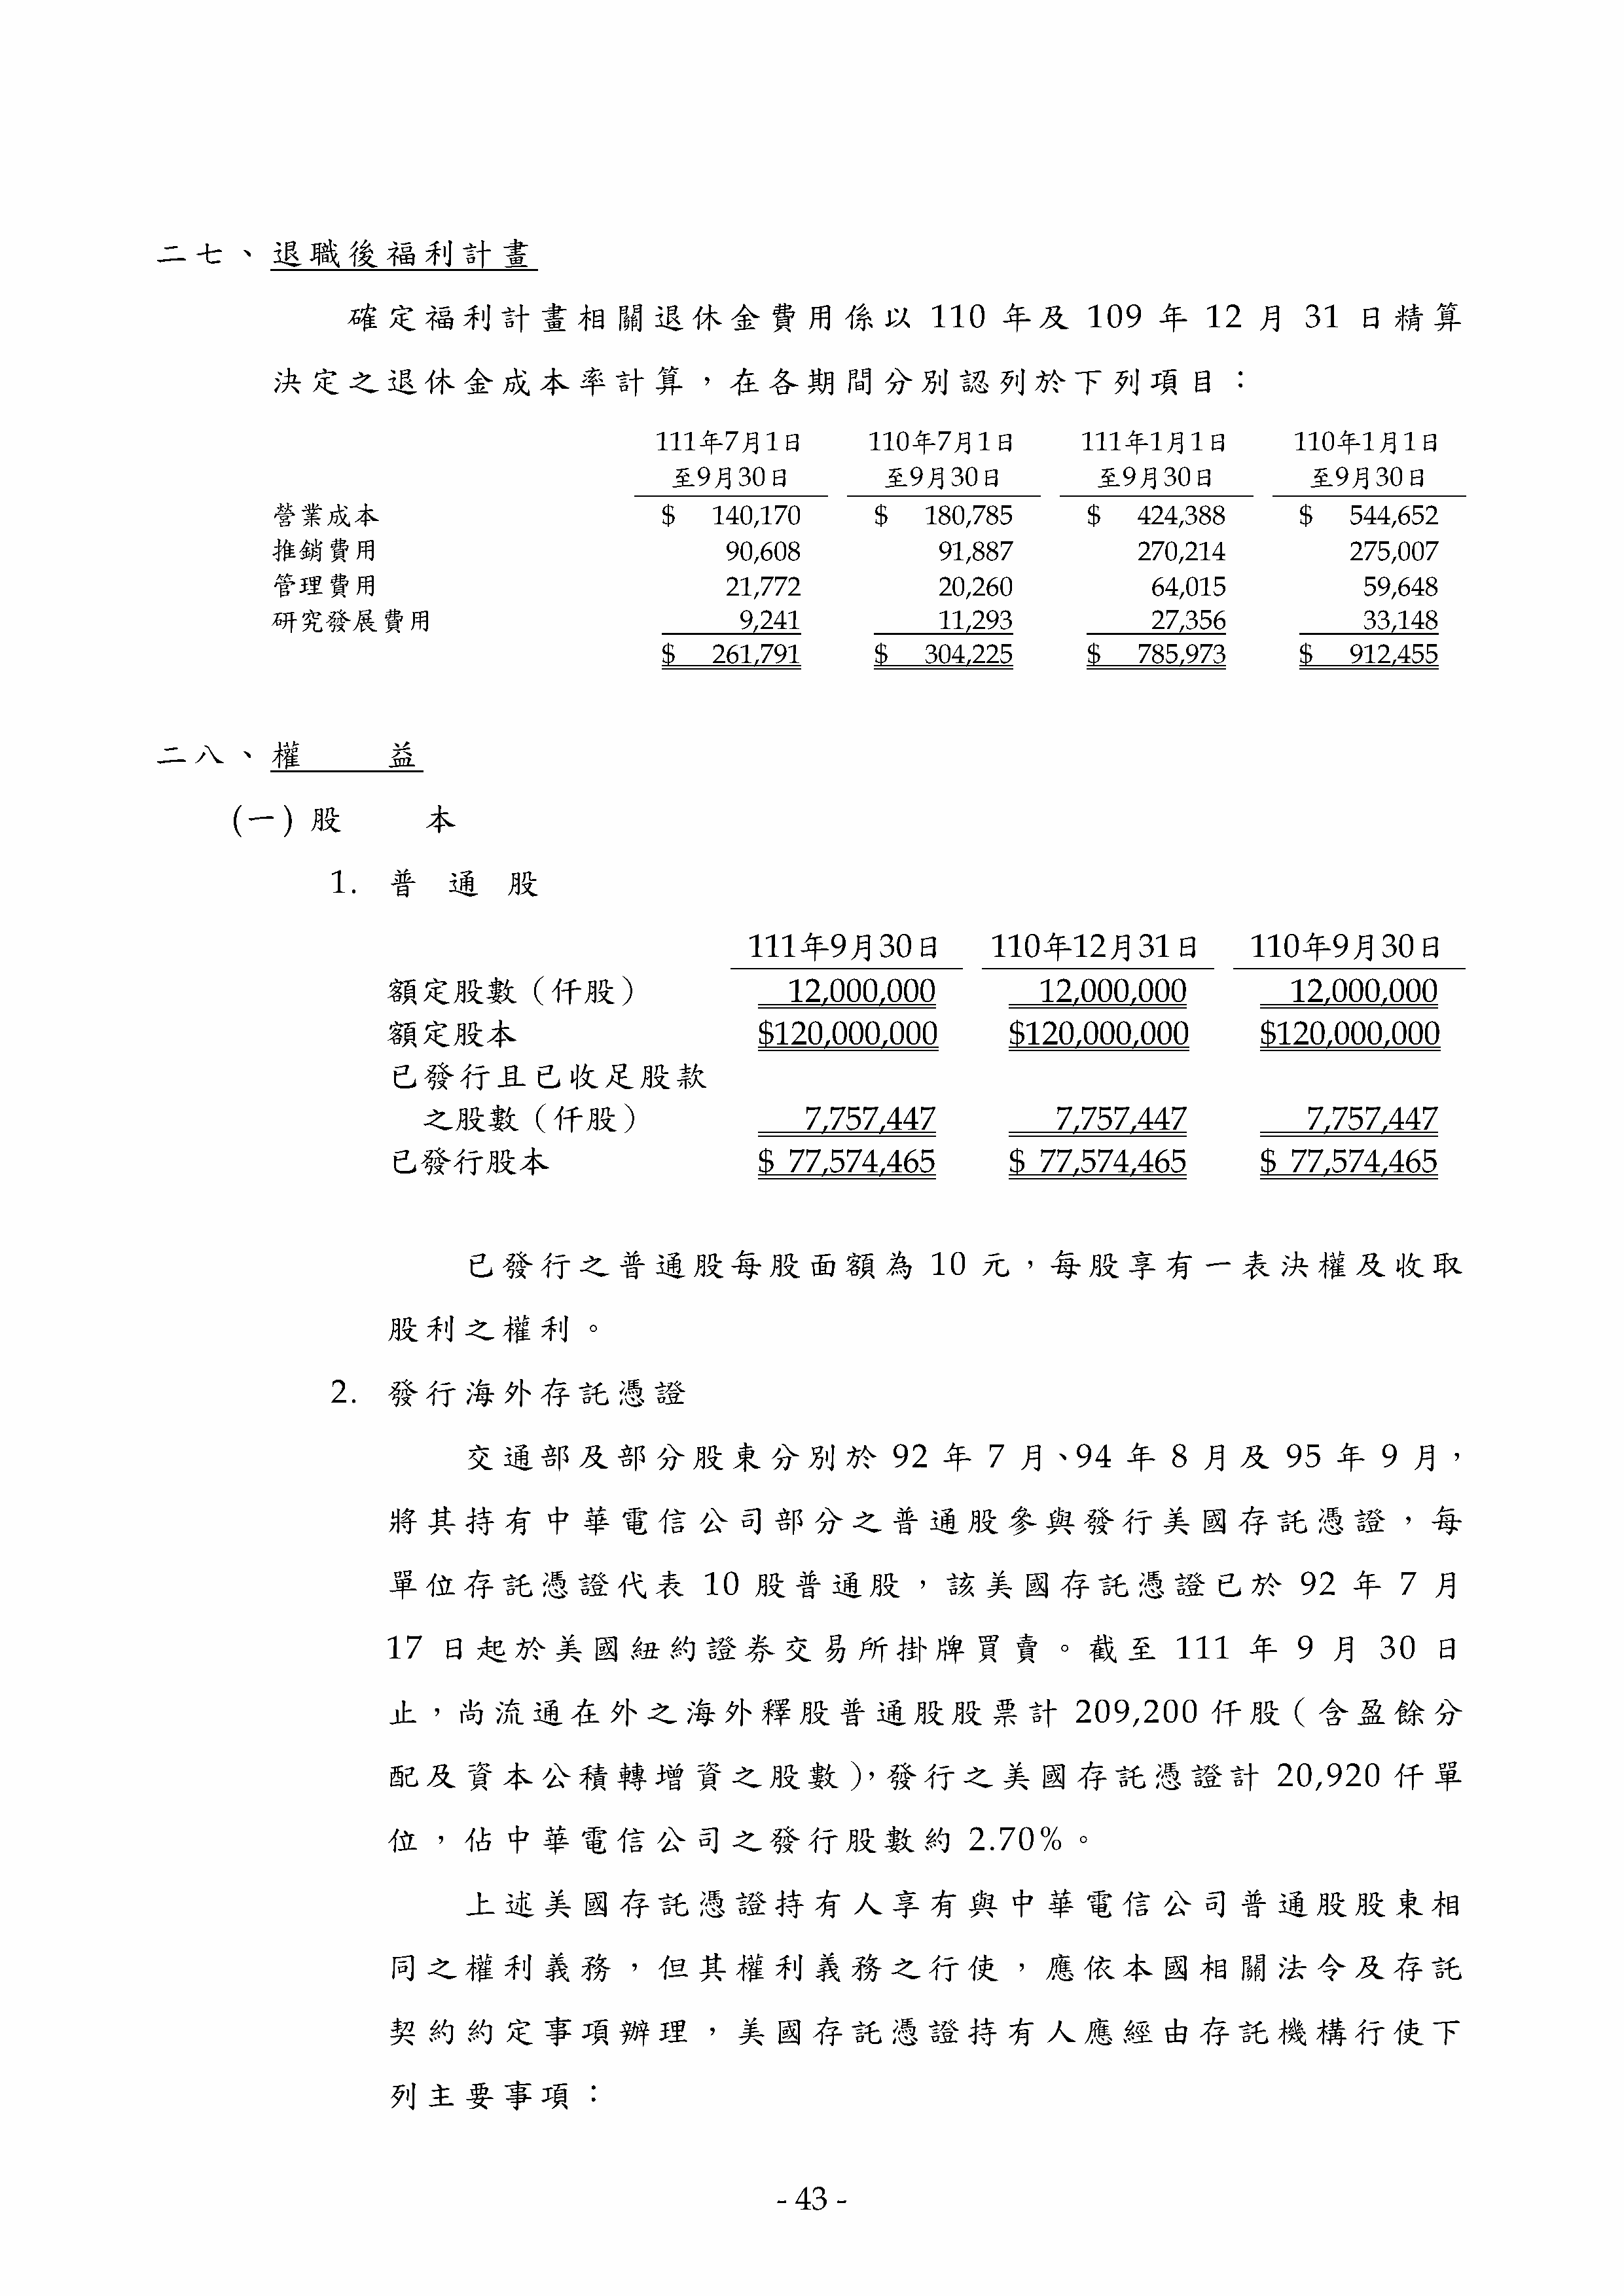 二七、退職後福利計畫
確定福利計畫相關退休金費用係以 110 年及 109 年 12 月 31 日精算
決定之退休金成本率計算，在各期間分別認列於下列項目：
111年7月1日 110年7月1日 111年1月1日 110年1月1日
至9月30日 至9月30日 至9月30日 至9月30日
營業成本 $ 140,170 $ 180,785 $ 424,388 $ 544,652
推銷費用 90,608 91,887 270,214 275,007
管理費用 21,772 20,260 64,015 59,648
研究發展費用 9,241 11,293 27,356 33,148
$ 261,791 $ 304,225 $ 785,973 $ 912,455
二八、權 益
(一) 股 本
1. 普 通 股
111年9月30日 110年12月31日 110年9月30日
額定股數（仟股） 12,000,000 12,000,000 12,000,000
額定股本 $120,000,000 $120,000,000 $120,000,000
已發行且已收足股款
之股數（仟股） 7,757,447 7,757,447 7,757,447
已發行股本 $ 77,574,465 $ 77,574,465 $ 77,574,465
已發行之普通股每股面額為 10 元，每股享有一表決權及收取
股利之權利。
2. 發行海外存託憑證
交通部及部分股東分別於 92 年 7 月、94 年 8 月及 95 年 9 月，
將其持有中華電信公司部分之普通股參與發行美國存託憑證，每
單位存託憑證代表 10 股普通股，該美國存託憑證已於 92 年 7 月
17 日起於美國紐約證券交易所掛牌買賣。截至 111 年 9 月 30 日
止，尚流通在外之海外釋股普通股股票計 209,200 仟股（含盈餘分
配及資本公積轉增資之股數），發行之美國存託憑證計 20,920 仟單
位，佔中華電信公司之發行股數約 2.70%。
上述美國存託憑證持有人享有與中華電信公司普通股股東相
同之權利義務，但其權利義務之行使，應依本國相關法令及存託
契約約定事項辦理，美國存託憑證持有人應經由存託機構行使下
列主要事項：
- 43 -